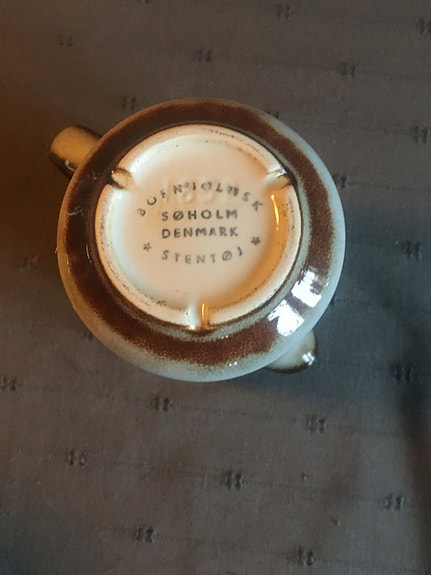 BORNHOLMSK
SØHOLM
DENMARK
★ STENTØJ ★